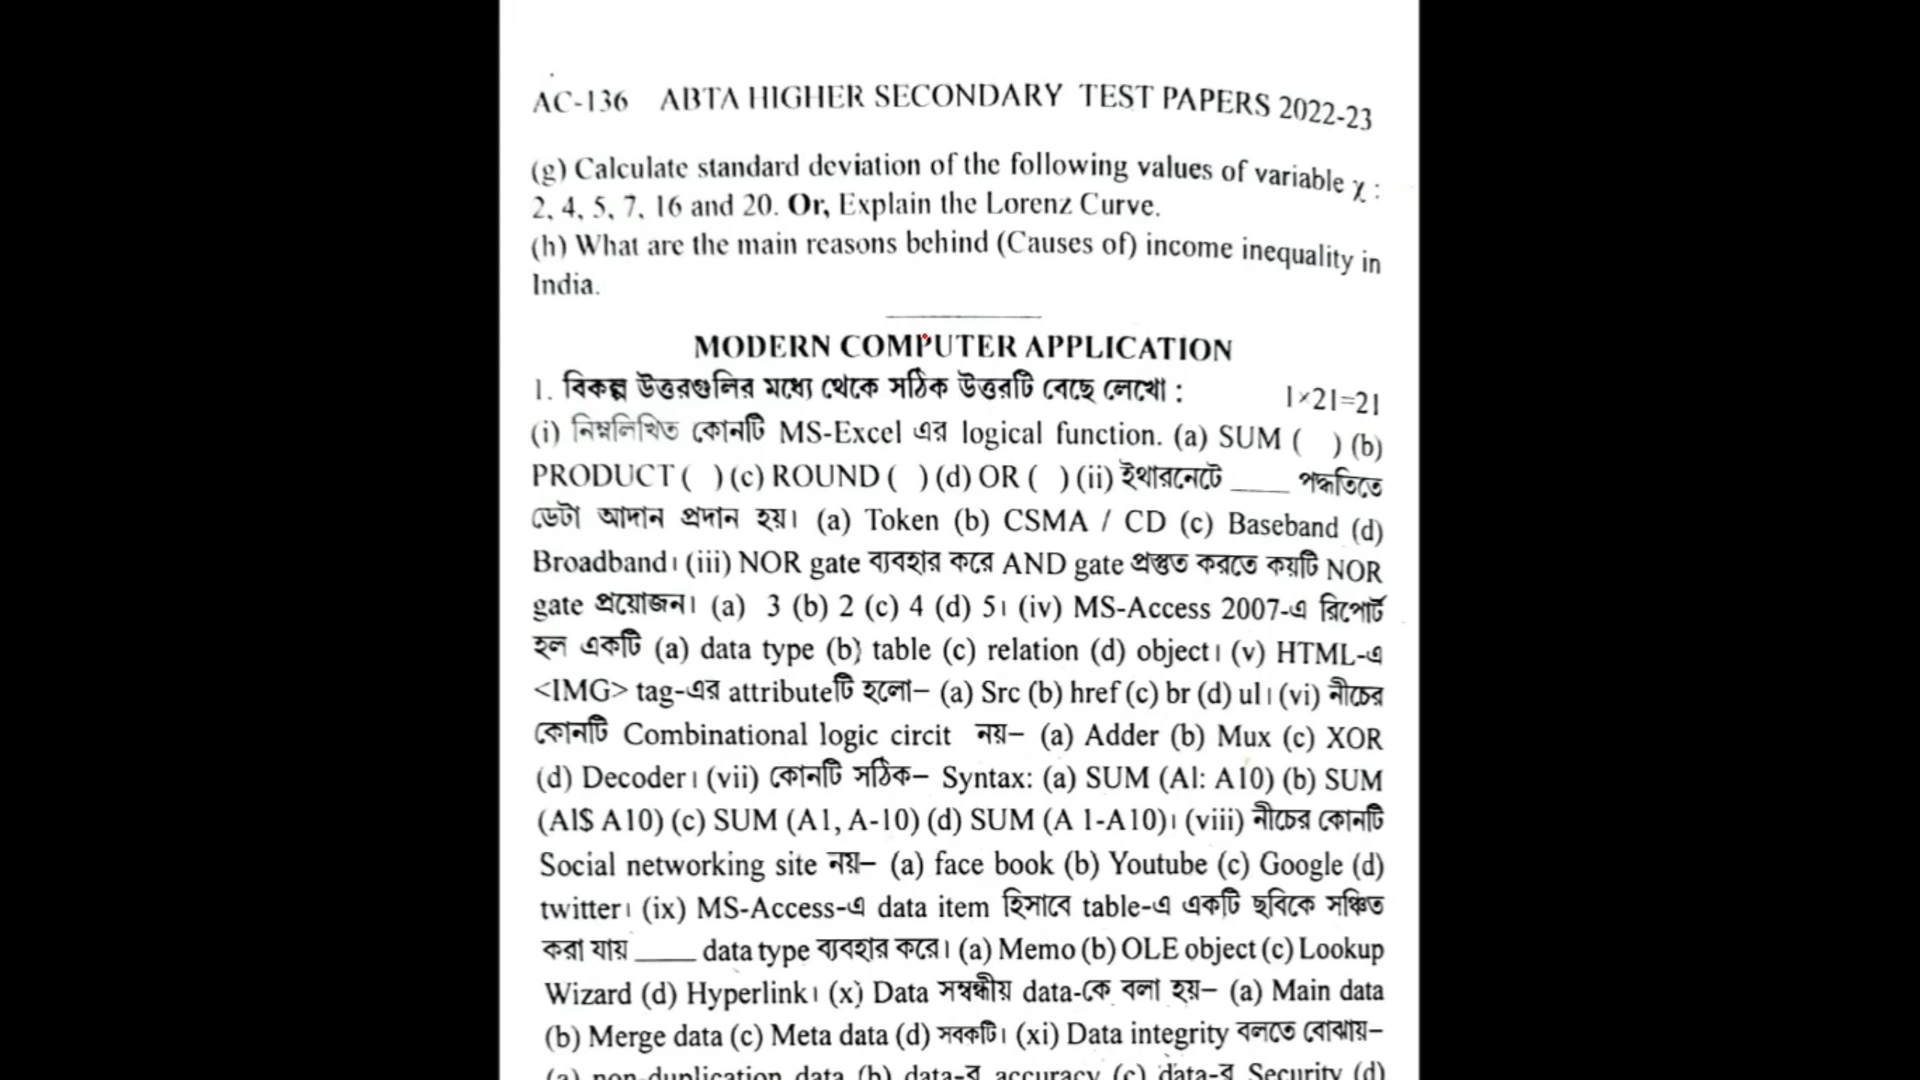 AC-136 ABTA HIGHER SECONDARY TEST PAPERS 2022-23
(g) Calculate standard deviation of the following values of variable χ :
2, 4, 5, 7, 16 and 20. Or, Explain the Lorenz Curve.
(h) What are the main reasons behind (Causes of) income inequality in
India.
MODERN COMPUTER APPLICATION
1. বিকল্প উত্তরগুলির মধ্যে থেকে সঠিক উত্তরটি বেছে লেখো : 1×21=21
(i) নিম্নলিখিত কোনটি MS-Excel এর logical function. (a) SUM ( ) (b)
PRODUCT ( ) (c) ROUND ( ) (d) OR ( ) (ii) ইথারনেটে ____ পদ্ধতিতে
ডেটা আদান প্রদান হয়। (a) Token (b) CSMA / CD (c) Baseband (d)
Broadband। (iii) NOR gate ব্যবহার করে AND gate প্রস্তুত করতে কয়টি NOR
gate প্রয়োজন। (a) 3 (b) 2 (c) 4 (d) 5। (iv) MS-Access 2007-এ রিপোর্ট
হল একটি (a) data type (b) table (c) relation (d) object। (v) HTML-এ
<IMG> tag-এর attributeটি হলো– (a) Src (b) href (c) br (d) ul। (vi) নীচের
কোনটি Combinational logic circit নয়– (a) Adder (b) Mux (c) XOR
(d) Decoder। (vii) কোনটি সঠিক– Syntax: (a) SUM (Al: A10) (b) SUM
(Al$ A10) (c) SUM (A1, A-10) (d) SUM (A 1-A10)। (viii) নীচের কোনটি
Social networking site নয়– (a) face book (b) Youtube (c) Google (d)
twitter। (ix) MS-Access-এ data item হিসাবে table-এ একটি ছবিকে সঞ্চিত
করা যায় ____ data type ব্যবহার করে। (a) Memo (b) OLE object (c) Lookup
Wizard (d) Hyperlink। (x) Data সম্বন্ধীয় data-কে বলা হয়– (a) Main data
(b) Merge data (c) Meta data (d) সবকটি। (xi) Data integrity বলতে বোঝায়–
(a) non-duplication data (b) data-র accuracy (c) data-র Security (d)